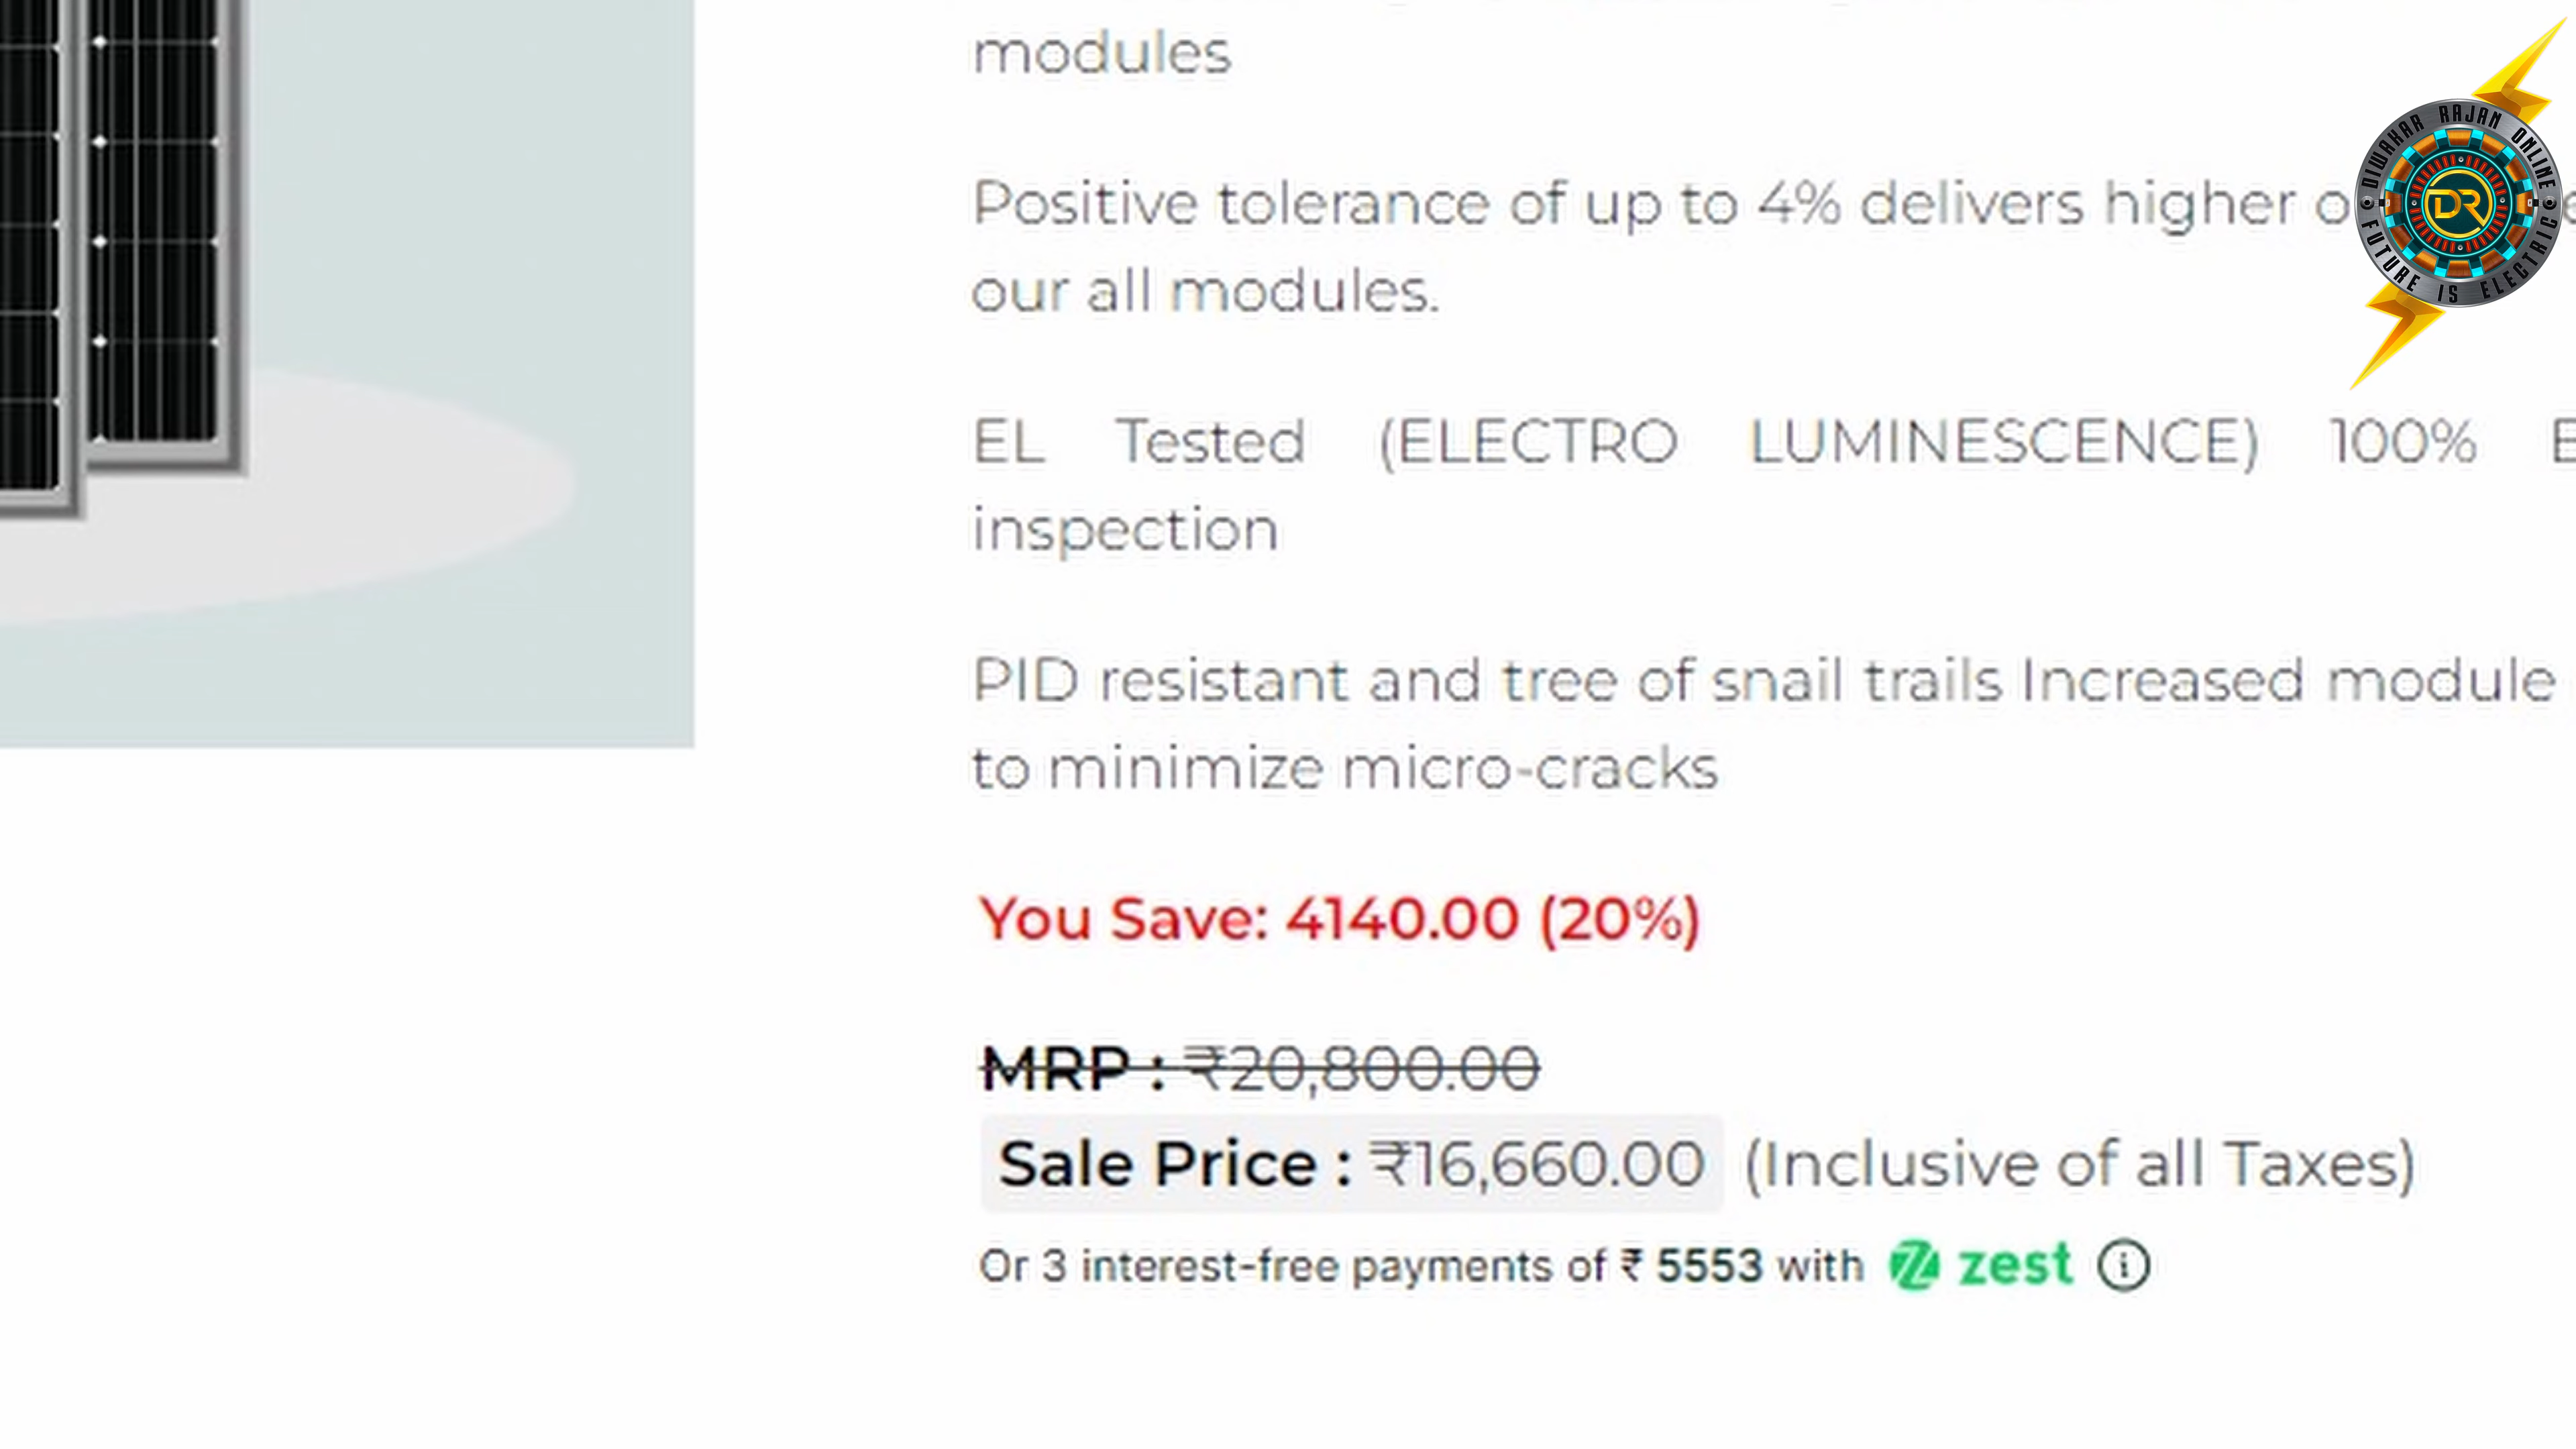 modules
Positive tolerance of up to 4% delivers higher
our all modules.
EL Tested (ELECTRO LUMINESCENCE) 100%
inspection
PID resistant and tree of snail trails Increased module
to minimize micro-cracks
You Save: 4140.00 (20%)
MRP : ₹20,800.00
Sale Price : ₹16,660.00 (Inclusive of all Taxes)
Or 3 interest-free payments of ₹ 5553 with zest
DIWAKAR RAJAN ONLINE
DR
FUTURE IS ELECTRIC